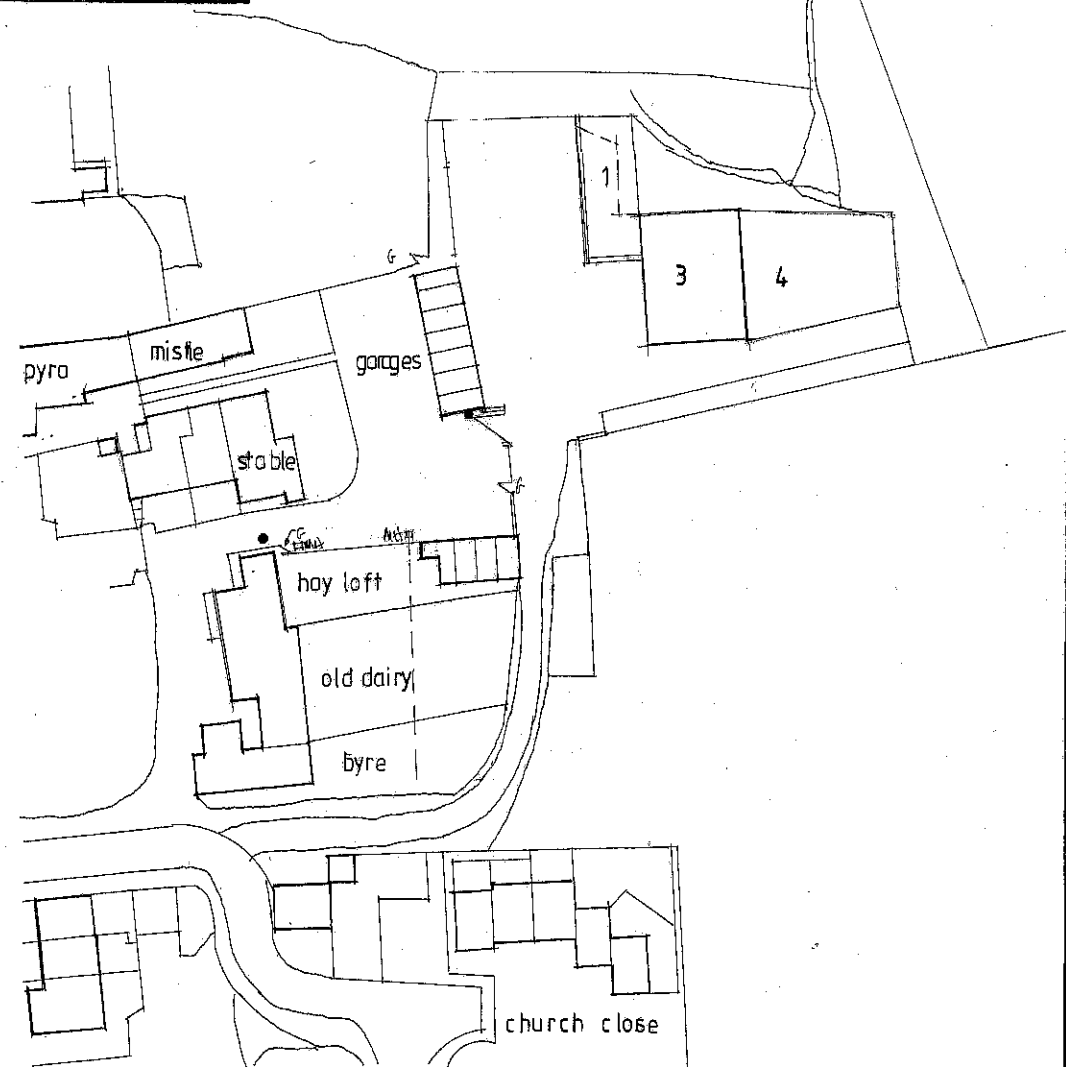 1
3
4
G
mistle
pyro
garages
stable
G
G
hay loft
old dairy
byre
church close